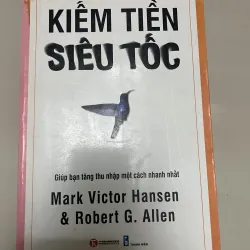 KIẾM TIỀN
SIÊU TỐC
Giúp bạn tăng thu nhập một cách nhanh nhất
Mark Victor Hansen
& Robert G. Allen